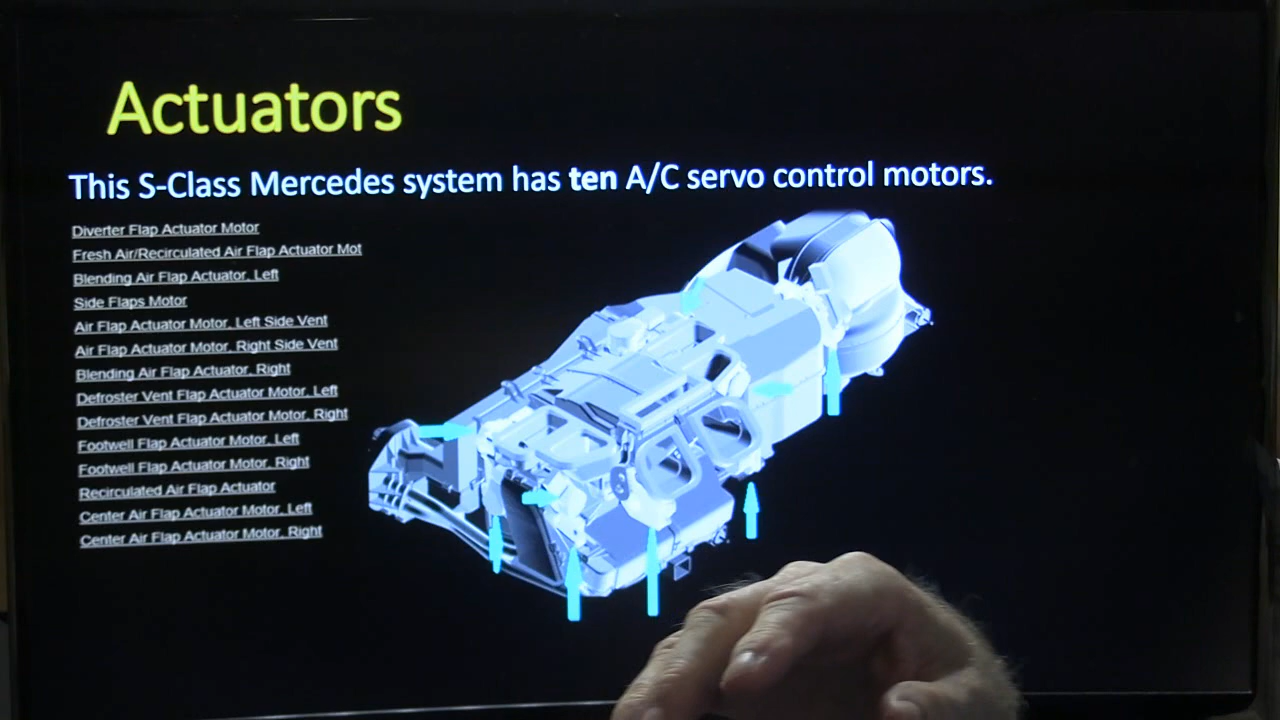 Actuators
This S-Class Mercedes system has ten A/C servo control motors.
Diverter Flap Actuator Motor
Fresh Air/Recirculated Air Flap Actuator Mot
Blending Air Flap Actuator, Left
Side Flaps Motor
Air Flap Actuator Motor, Left Side Vent
Air Flap Actuator Motor, Right Side Vent
Blending Air Flap Actuator, Right
Defroster Vent Flap Actuator Motor, Left
Defroster Vent Flap Actuator Motor, Right
Footwell Flap Actuator Motor, Left
Footwell Flap Actuator Motor, Right
Recirculated Air Flap Actuator
Center Air Flap Actuator Motor, Left
Center Air Flap Actuator Motor, Right